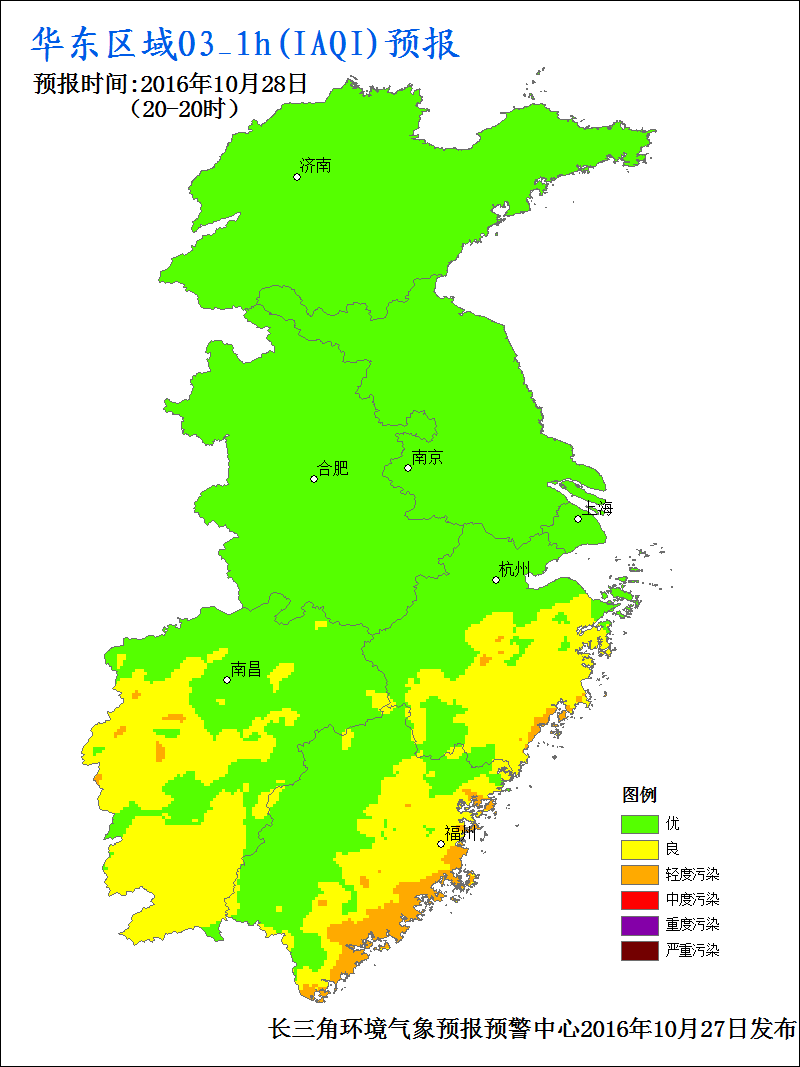 华东区域O3_1h(IAQI)预报
预报时间:2016年10月28日
（20-20时）
济南
合肥
南京
上海
杭州
南昌
福州
图例
优
良
轻度污染
中度污染
重度污染
严重污染
长三角环境气象预报预警中心2016年10月27日发布